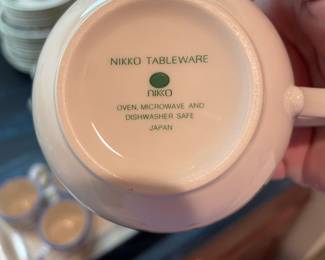 NIKKO TABLEWARE
NIKKO
OVEN, MICROWAVE AND
DISHWASHER SAFE
JAPAN